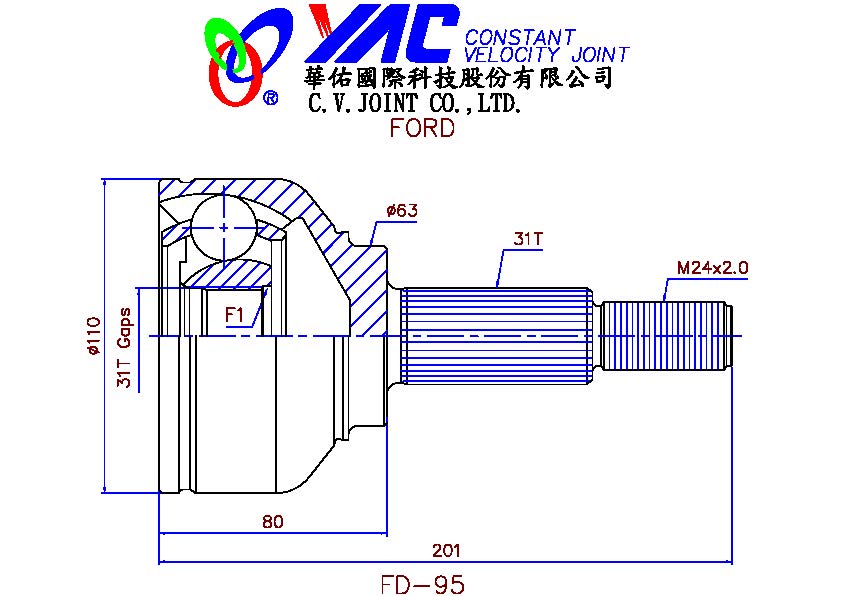 YAC CONSTANT
VELOCITY JOINT
®
華佑國際科技股份有限公司
C.V.JOINT CO.,LTD.
FORD
ø63
31T
M24x2.0
F1
ø110
31T Gaps
80
201
FD-95